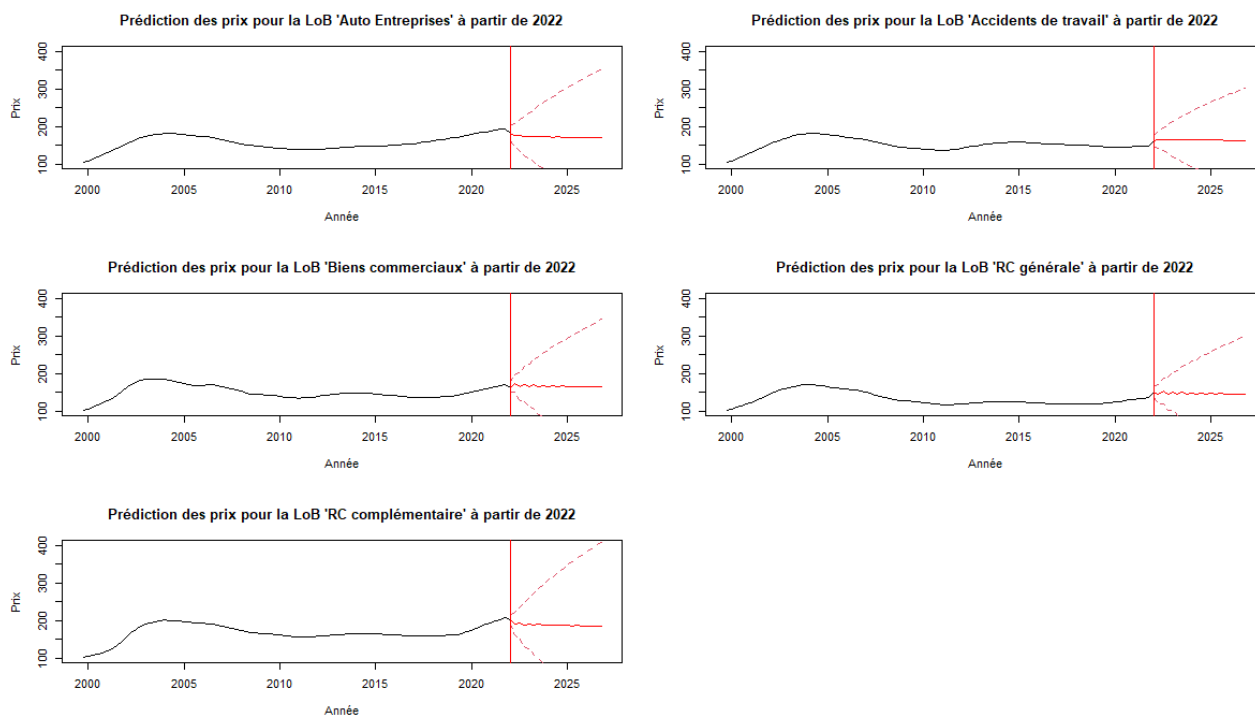 Prédiction des prix pour la LoB 'Auto Entreprises' à partir de 2022
Prix
400
300
200
100
2000 2005 2010 2015 2020 2025
Année
Prédiction des prix pour la LoB 'Accidents de travail' à partir de 2022
Prix
400
300
200
100
2000 2005 2010 2015 2020 2025
Année
Prédiction des prix pour la LoB 'Biens commerciaux' à partir de 2022
Prix
400
300
200
100
2000 2005 2010 2015 2020 2025
Année
Prédiction des prix pour la LoB 'RC générale' à partir de 2022
Prix
400
300
200
100
2000 2005 2010 2015 2020 2025
Année
Prédiction des prix pour la LoB 'RC complémentaire' à partir de 2022
Prix
400
300
200
100
2000 2005 2010 2015 2020 2025
Année